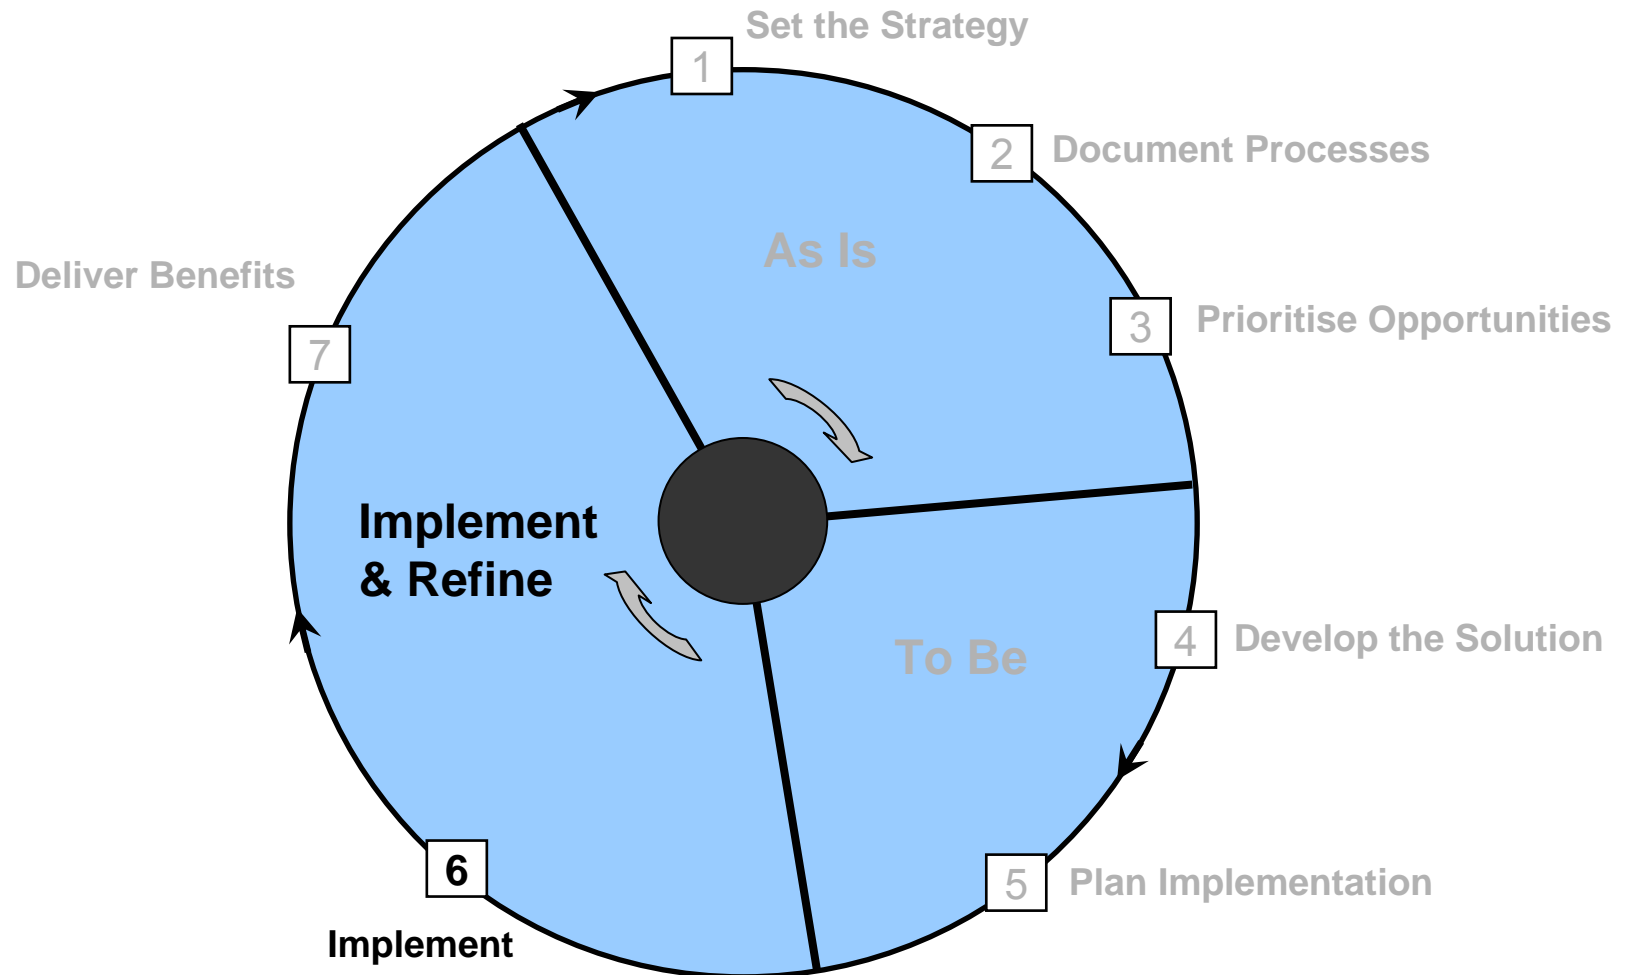 Set the Strategy
1
2
Document Processes
As Is
Deliver Benefits
3
Prioritise Opportunities
7
Implement
& Refine
To Be
4
Develop the Solution
6
5
Plan Implementation
Implement